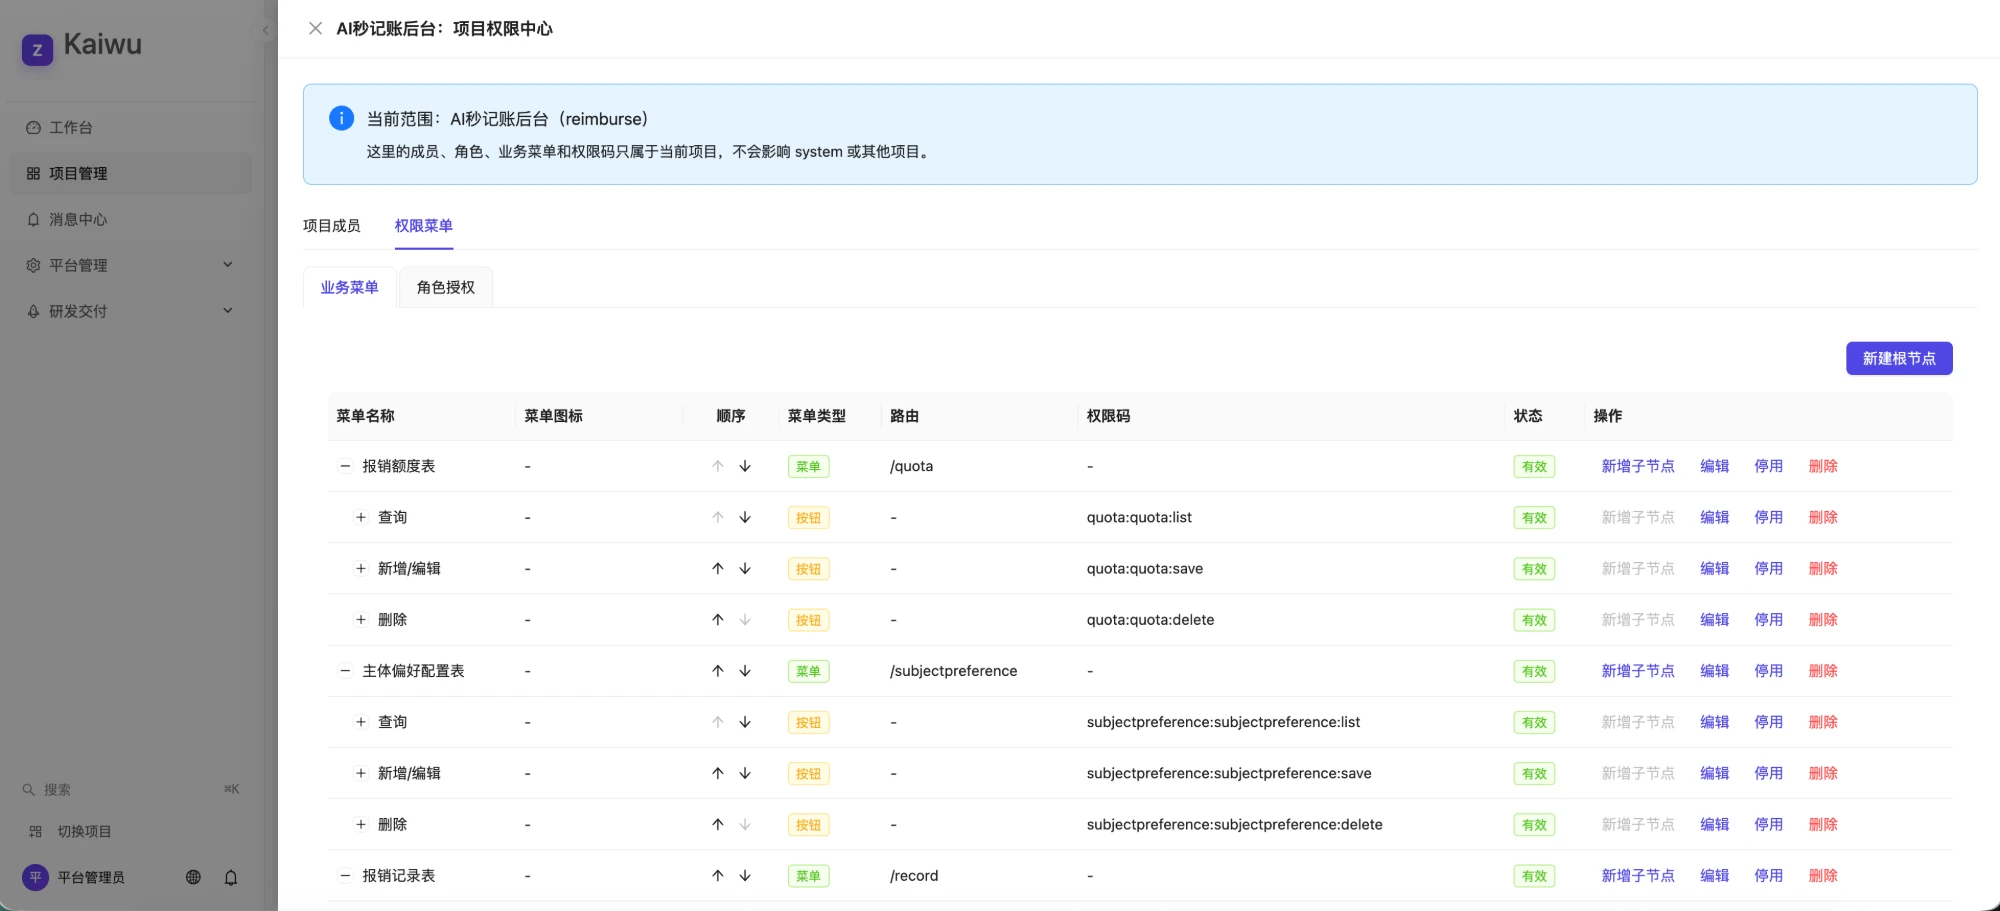 Z Kaiwu
工作台
项目管理
消息中心
平台管理
研发交付
搜索 ⌘K
切换项目
平 平台管理员
AI秒记账后台：项目权限中心
当前范围：AI秒记账后台（reimburse）
这里的成员、角色、业务菜单和权限码只属于当前项目，不会影响 system 或其他项目。
项目成员 权限菜单
业务菜单 角色授权
新建根节点
菜单名称 菜单图标 顺序 菜单类型 路由 权限码 状态 操作
报销额度表 - 菜单 /quota - 有效 新增子节点 编辑 停用 删除
查询 - 按钮 - quota:quota:list 有效 新增子节点 编辑 停用 删除
新增/编辑 - 按钮 - quota:quota:save 有效 新增子节点 编辑 停用 删除
删除 - 按钮 - quota:quota:delete 有效 新增子节点 编辑 停用 删除
主体偏好配置表 - 菜单 /subjectpreference - 有效 新增子节点 编辑 停用 删除
查询 - 按钮 - subjectpreference:subjectpreference:list 有效 新增子节点 编辑 停用 删除
新增/编辑 - 按钮 - subjectpreference:subjectpreference:save 有效 新增子节点 编辑 停用 删除
删除 - 按钮 - subjectpreference:subjectpreference:delete 有效 新增子节点 编辑 停用 删除
报销记录表 - 菜单 /record - 有效 新增子节点 编辑 停用 删除